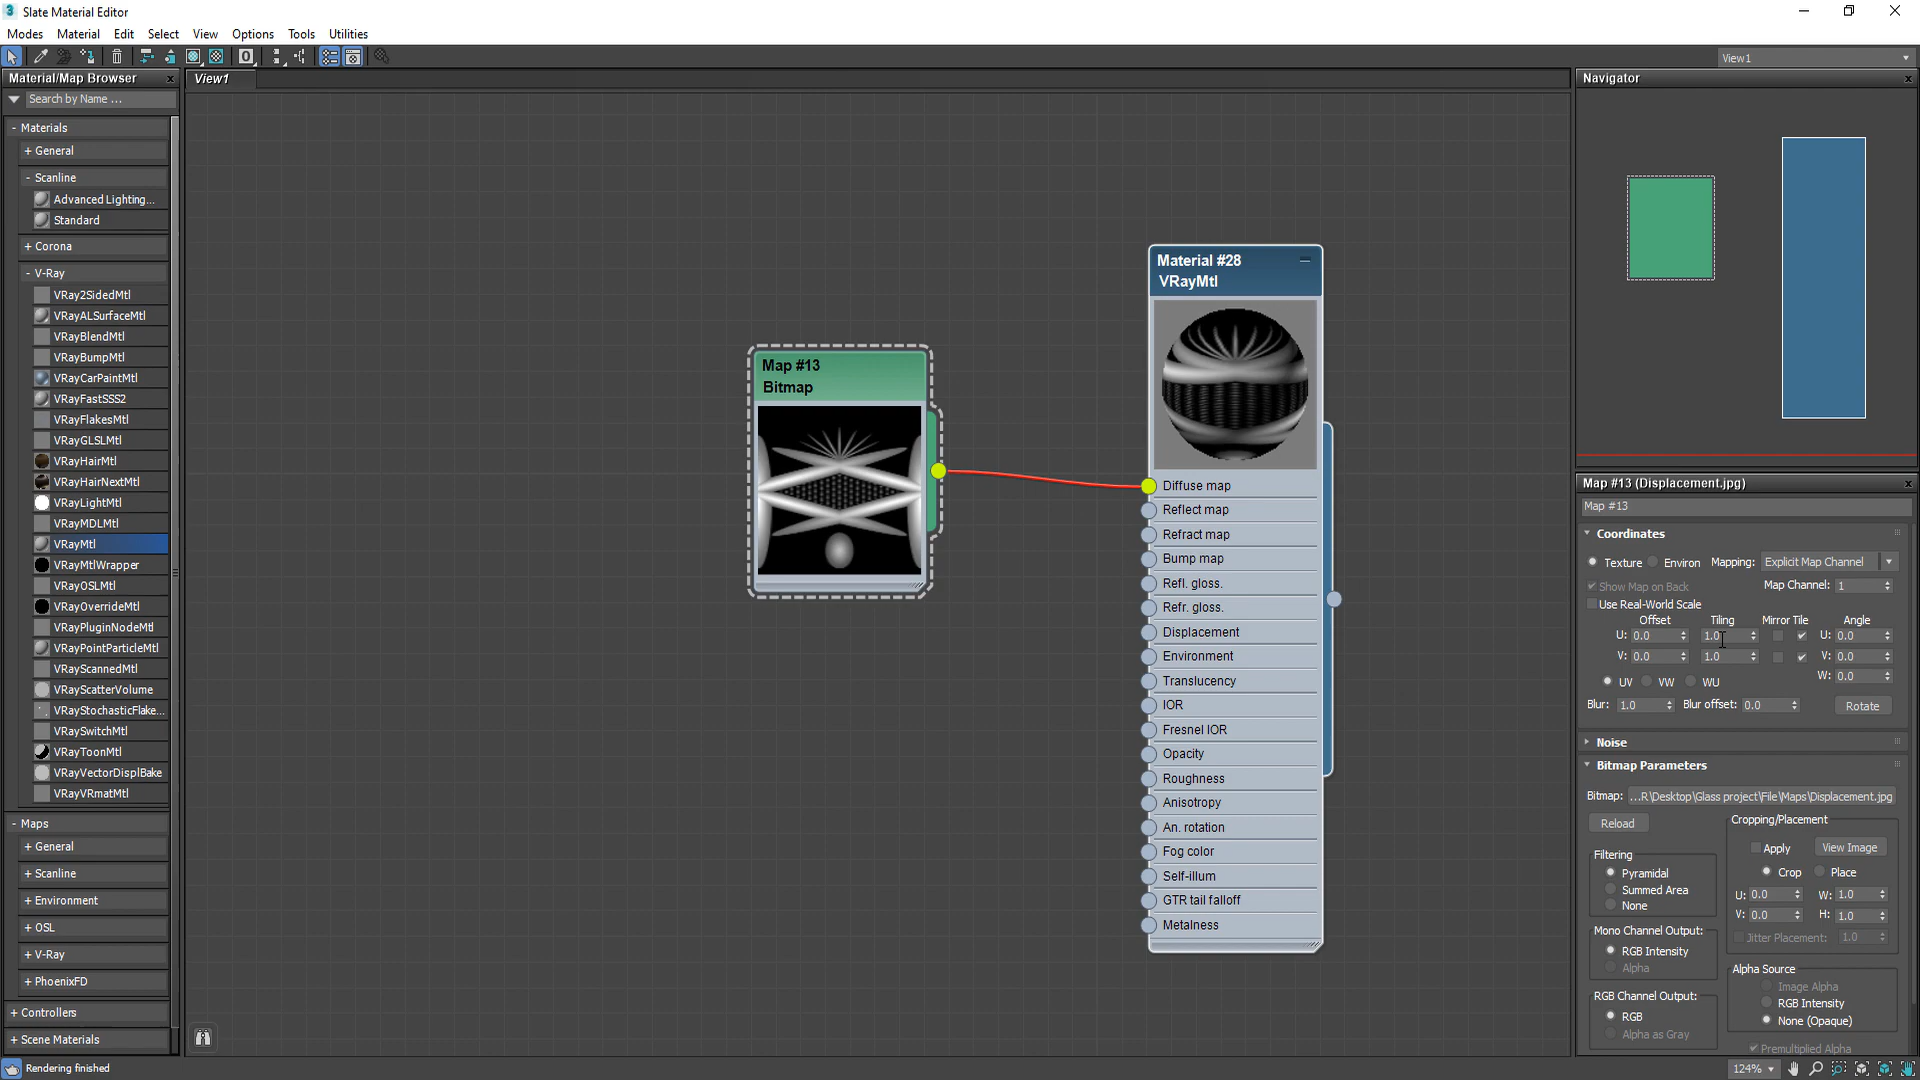 Slate Material Editor
Modes Material Edit Select View Options Tools Utilities
View1
Material/Map Browser
View1
Navigator
Search by Name ...
- Materials
+ General
- Scanline
Advanced Lighting...
Standard
+ Corona
- V-Ray
VRay2SidedMtl
VRayALSurfaceMtl
VRayBlendMtl
VRayBumpMtl
VRayCarPaintMtl
VRayFastSSS2
VRayFlakesMtl
VRayGLSLMtl
VRayHairMtl
VRayHairNextMtl
VRayLightMtl
VRayMDLMtl
VRayMtl
VRayMtlWrapper
VRayOSLMtl
VRayOverrideMtl
VRayPluginNodeMtl
VRayPointParticleMtl
VRayScannedMtl
VRayScatterVolume
VRayStochasticFlake...
VRaySwitchMtl
VRayToonMtl
VRayVectorDisplBake
VRayVRmatMtl
- Maps
+ General
+ Scanline
+ Environment
+ OSL
+ V-Ray
+ PhoenixFD
+ Controllers
+ Scene Materials
Rendering finished
Map #13
Bitmap
Material #28
VRayMtl
Diffuse map
Reflect map
Refract map
Bump map
Refl. gloss.
Refr. gloss.
Displacement
Environment
Translucency
IOR
Fresnel IOR
Opacity
Roughness
Anisotropy
An. rotation
Fog color
Self-illum
GTR tail falloff
Metalness
Map #13 (Displacement.jpg)
Map #13
Coordinates
Texture Environ Mapping: Explicit Map Channel
Show Map on Back Map Channel: 1
Use Real-World Scale
Offset Tiling Mirror Tile Angle
U: 0.0 1.0 U: 0.0
V: 0.0 1.0 V: 0.0
UV VW WU W: 0.0
Blur: 1.0 Blur offset: 0.0 Rotate
Noise
Bitmap Parameters
Bitmap: ...R\Desktop\Glass project\File\Maps\Displacement.jpg
Reload
Cropping/Placement
Apply View Image
Crop Place
U: 0.0 W: 1.0
V: 0.0 H: 1.0
Jitter Placement: 1.0
Filtering
Pyramidal
Summed Area
None
Mono Channel Output:
RGB Intensity
Alpha
RGB Channel Output:
RGB
Alpha as Gray
Alpha Source
Image Alpha
RGB Intensity
None (Opaque)
Premultiplied Alpha
124%